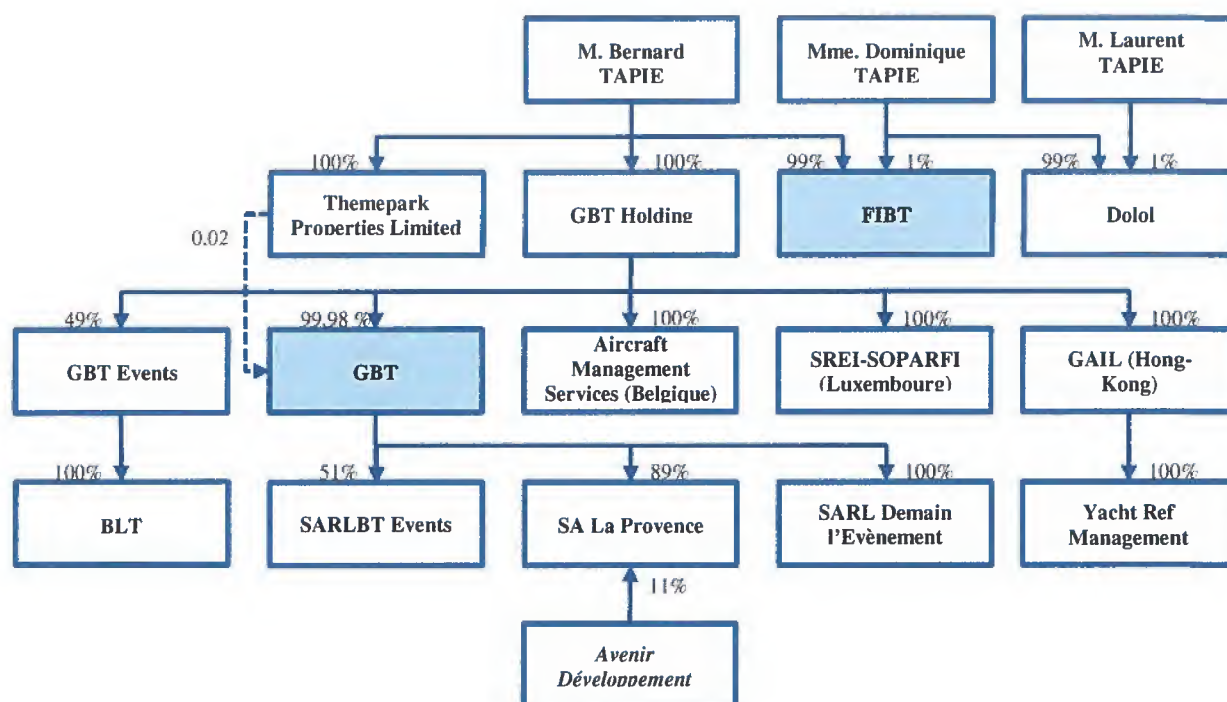 M. Bernard
TAPIE
Mme. Dominique
TAPIE
M. Laurent
TAPIE
100%
100%
99%
1%
99%
1%
Themepark
Properties Limited
GBT Holding
FIBT
Dolol
0.02
49%
99,98 %
100%
100%
100%
GBT Events
GBT
Aircraft
Management
Services (Belgique)
SREI-SOPARFI
(Luxembourg)
GAIL (Hong-
Kong)
100%
51%
89%
100%
100%
BLT
SARLBT Events
SA La Provence
SARL Demain
l'Evènement
Yacht Ref
Management
11%
Avenir
Développement